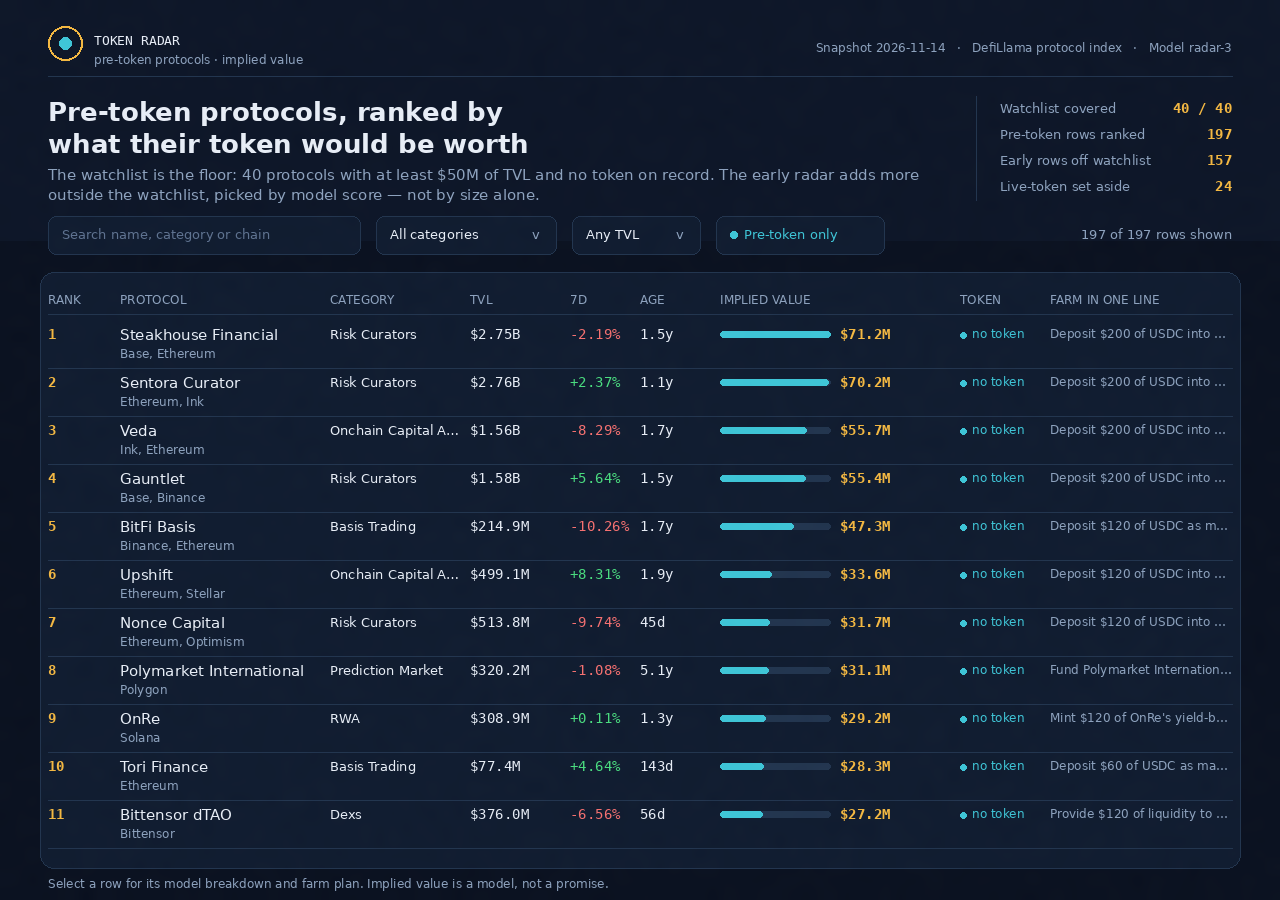 TOKEN RADAR
pre-token protocols · implied value
Snapshot 2026-11-14 · DefiLlama protocol index · Model radar-3
Pre-token protocols, ranked by
what their token would be worth
The watchlist is the floor: 40 protocols with at least $50M of TVL and no token on record. The early radar adds more
outside the watchlist, picked by model score — not by size alone.
Watchlist covered 40 / 40
Pre-token rows ranked 197
Early rows off watchlist 157
Live-token set aside 24
Search name, category or chain All categories v Any TVL v Pre-token only 197 of 197 rows shown
RANK PROTOCOL CATEGORY TVL 7D AGE IMPLIED VALUE TOKEN FARM IN ONE LINE
1 Steakhouse Financial Risk Curators $2.75B -2.19% 1.5y $71.2M no token Deposit $200 of USDC into ...
Base, Ethereum
2 Sentora Curator Risk Curators $2.76B +2.37% 1.1y $70.2M no token Deposit $200 of USDC into ...
Ethereum, Ink
3 Veda Onchain Capital A... $1.56B -8.29% 1.7y $55.7M no token Deposit $200 of USDC into ...
Ink, Ethereum
4 Gauntlet Risk Curators $1.58B +5.64% 1.5y $55.4M no token Deposit $200 of USDC into ...
Base, Binance
5 BitFi Basis Basis Trading $214.9M -10.26% 1.7y $47.3M no token Deposit $120 of USDC as m...
Binance, Ethereum
6 Upshift Onchain Capital A... $499.1M +8.31% 1.9y $33.6M no token Deposit $120 of USDC into ...
Ethereum, Stellar
7 Nonce Capital Risk Curators $513.8M -9.74% 45d $31.7M no token Deposit $120 of USDC into ...
Ethereum, Optimism
8 Polymarket International Prediction Market $320.2M -1.08% 5.1y $31.1M no token Fund Polymarket Internation...
Polygon
9 OnRe RWA $308.9M +0.11% 1.3y $29.2M no token Mint $120 of OnRe's yield-b...
Solana
10 Tori Finance Basis Trading $77.4M +4.64% 143d $28.3M no token Deposit $60 of USDC as ma...
Ethereum
11 Bittensor dTAO Dexs $376.0M -6.56% 56d $27.2M no token Provide $120 of liquidity to ...
Bittensor
Select a row for its model breakdown and farm plan. Implied value is a model, not a promise.